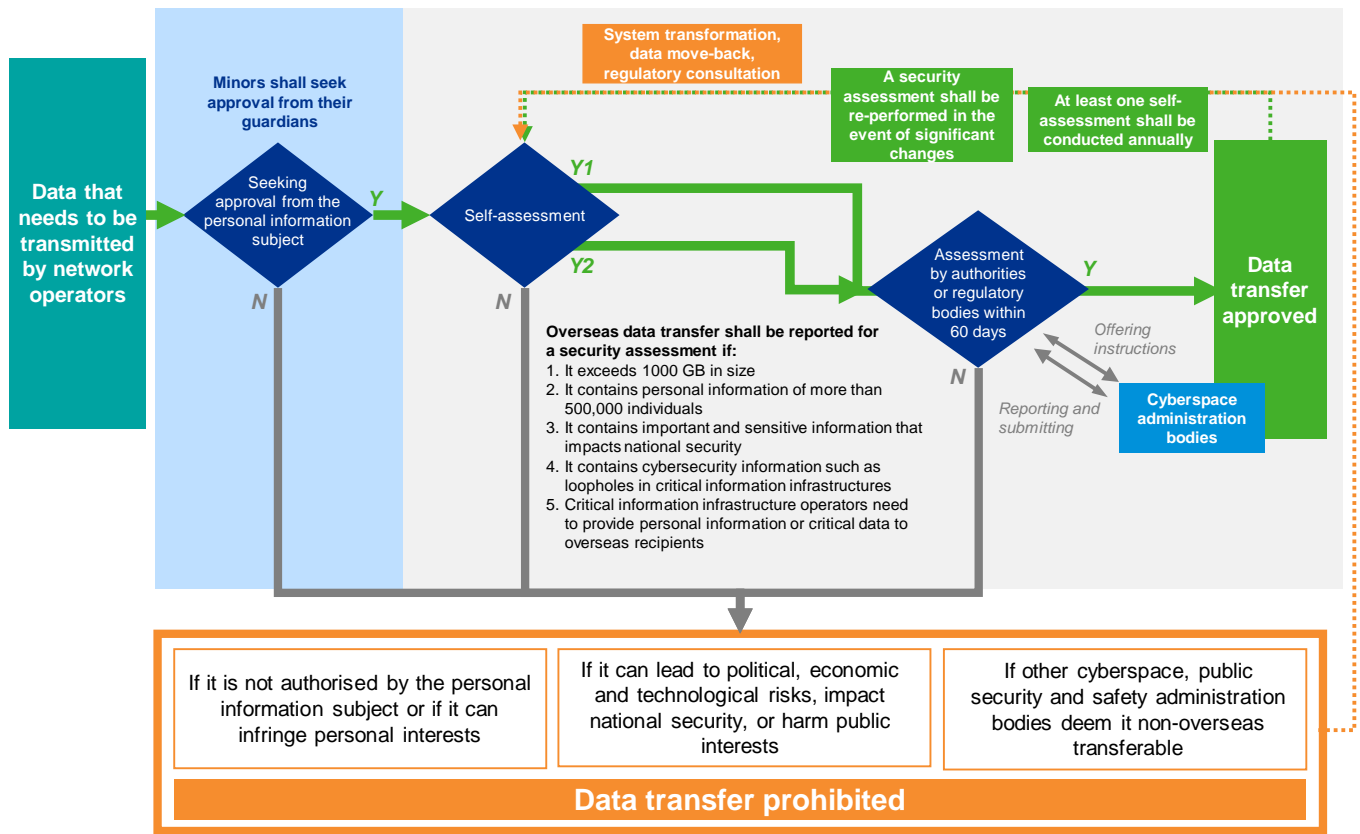 System transformation,
data move-back,
regulatory consultation
Minors shall seek
approval from their
guardians
A security
assessment shall be
re-performed in the
event of significant
changes
At least one self-
assessment shall be
conducted annually
Data that
needs to be
transmitted
by network
operators
Seeking
approval from the
personal information
subject
Y
N
Self-assessment
Y1
Y2
N
Assessment
by authorities
or regulatory
bodies within
60 days
Y
N
Data
transfer
approved
Offering
instructions
Reporting and
submitting
Cyberspace
administration
bodies
Overseas data transfer shall be reported for
a security assessment if:
1. It exceeds 1000 GB in size
2. It contains personal information of more than
500,000 individuals
3. It contains important and sensitive information that
impacts national security
4. It contains cybersecurity information such as
loopholes in critical information infrastructures
5. Critical information infrastructure operators need
to provide personal information or critical data to
overseas recipients
If it is not authorised by the personal
information subject or if it can
infringe personal interests
If it can lead to political, economic
and technological risks, impact
national security, or harm public
interests
If other cyberspace, public
security and safety administration
bodies deem it non-overseas
transferable
Data transfer prohibited